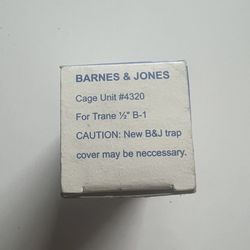 BARNES & JONES
Cage Unit #4320
For Trane ½" B-1
CAUTION: New B&J trap
cover may be neccessary.